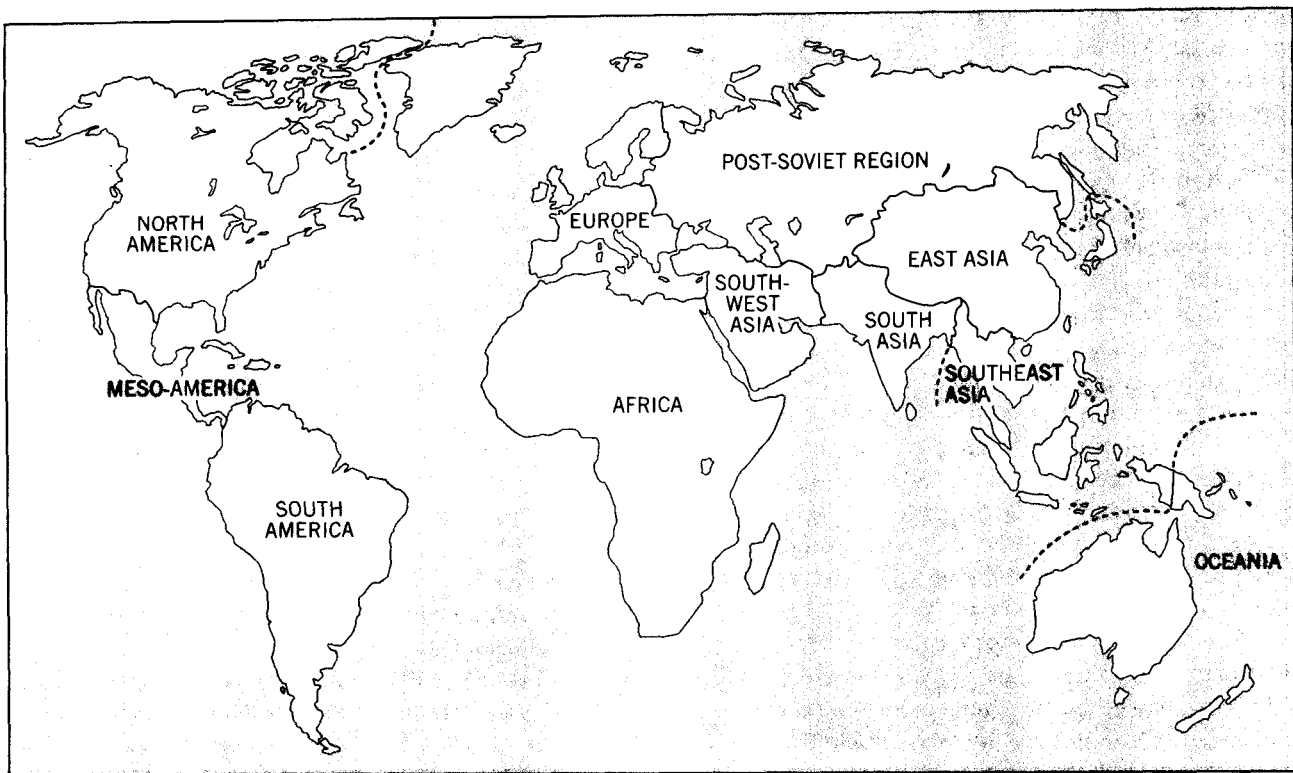 POST-SOVIET REGION
NORTH
AMERICA
EUROPE
EAST ASIA
SOUTH-
WEST
ASIA
SOUTH
ASIA
MESO-AMERICA
SOUTHEAST
ASIA
AFRICA
SOUTH
AMERICA
OCEANIA